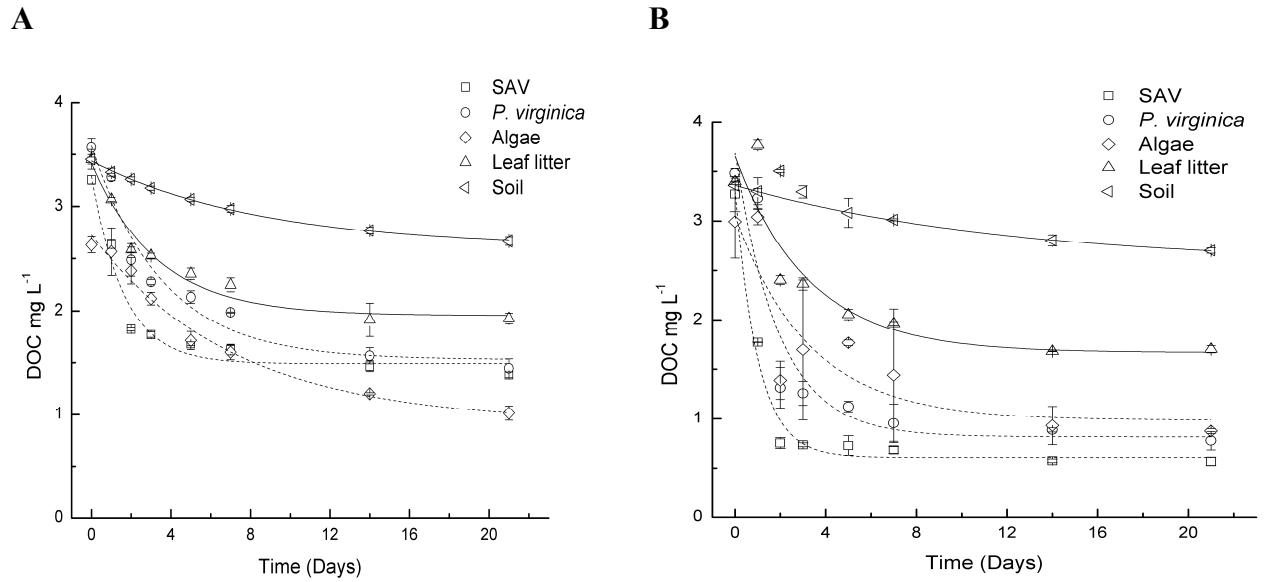 A
SAV
P. virginica
Algae
Leaf litter
Soil
4
3
2
1
0
DOC mg L⁻¹
0 4 8 12 16 20
Time (Days)
B
SAV
P. virginica
Algae
Leaf litter
Soil
4
3
2
1
0
DOC mg L⁻¹
0 4 8 12 16 20
Time (Days)